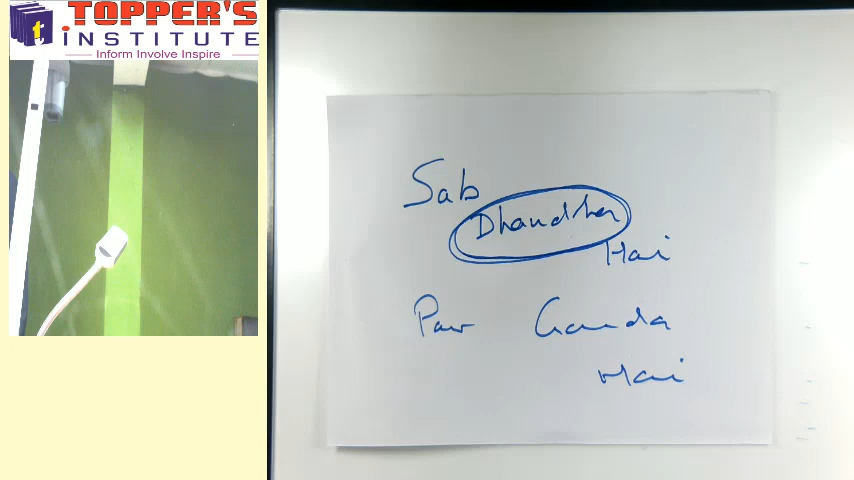 TOPPER'S
iNSTITUTE
Inform Involve Inspire
Sab
Dhandha
Hai
Par Ganda
Hai